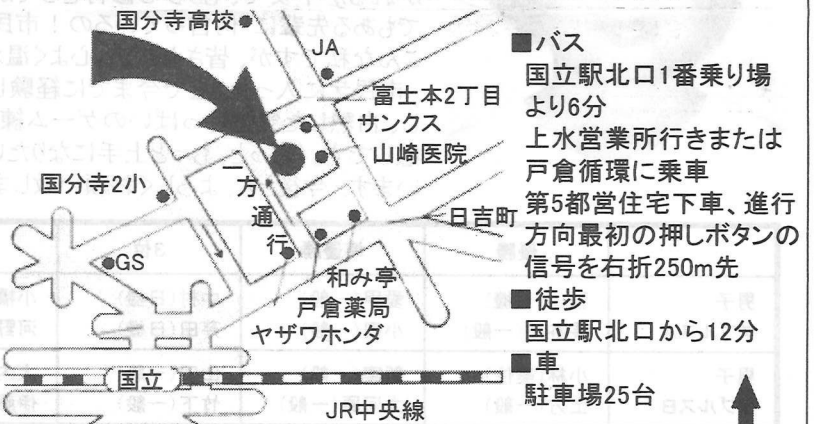 国分寺高校
JA
富士本2丁目
サンクス
山崎医院
一方通行
国分寺2小
日吉町
GS
和み亭
戸倉薬局
ヤザワホンダ
国立
JR中央線
■バス
国立駅北口1番乗り場
より6分
上水営業所行きまたは
戸倉循環に乗車
第5都営住宅下車、進行
方向最初の押しボタンの
信号を右折250m先
■徒歩
国立駅北口から12分
■車
駐車場25台